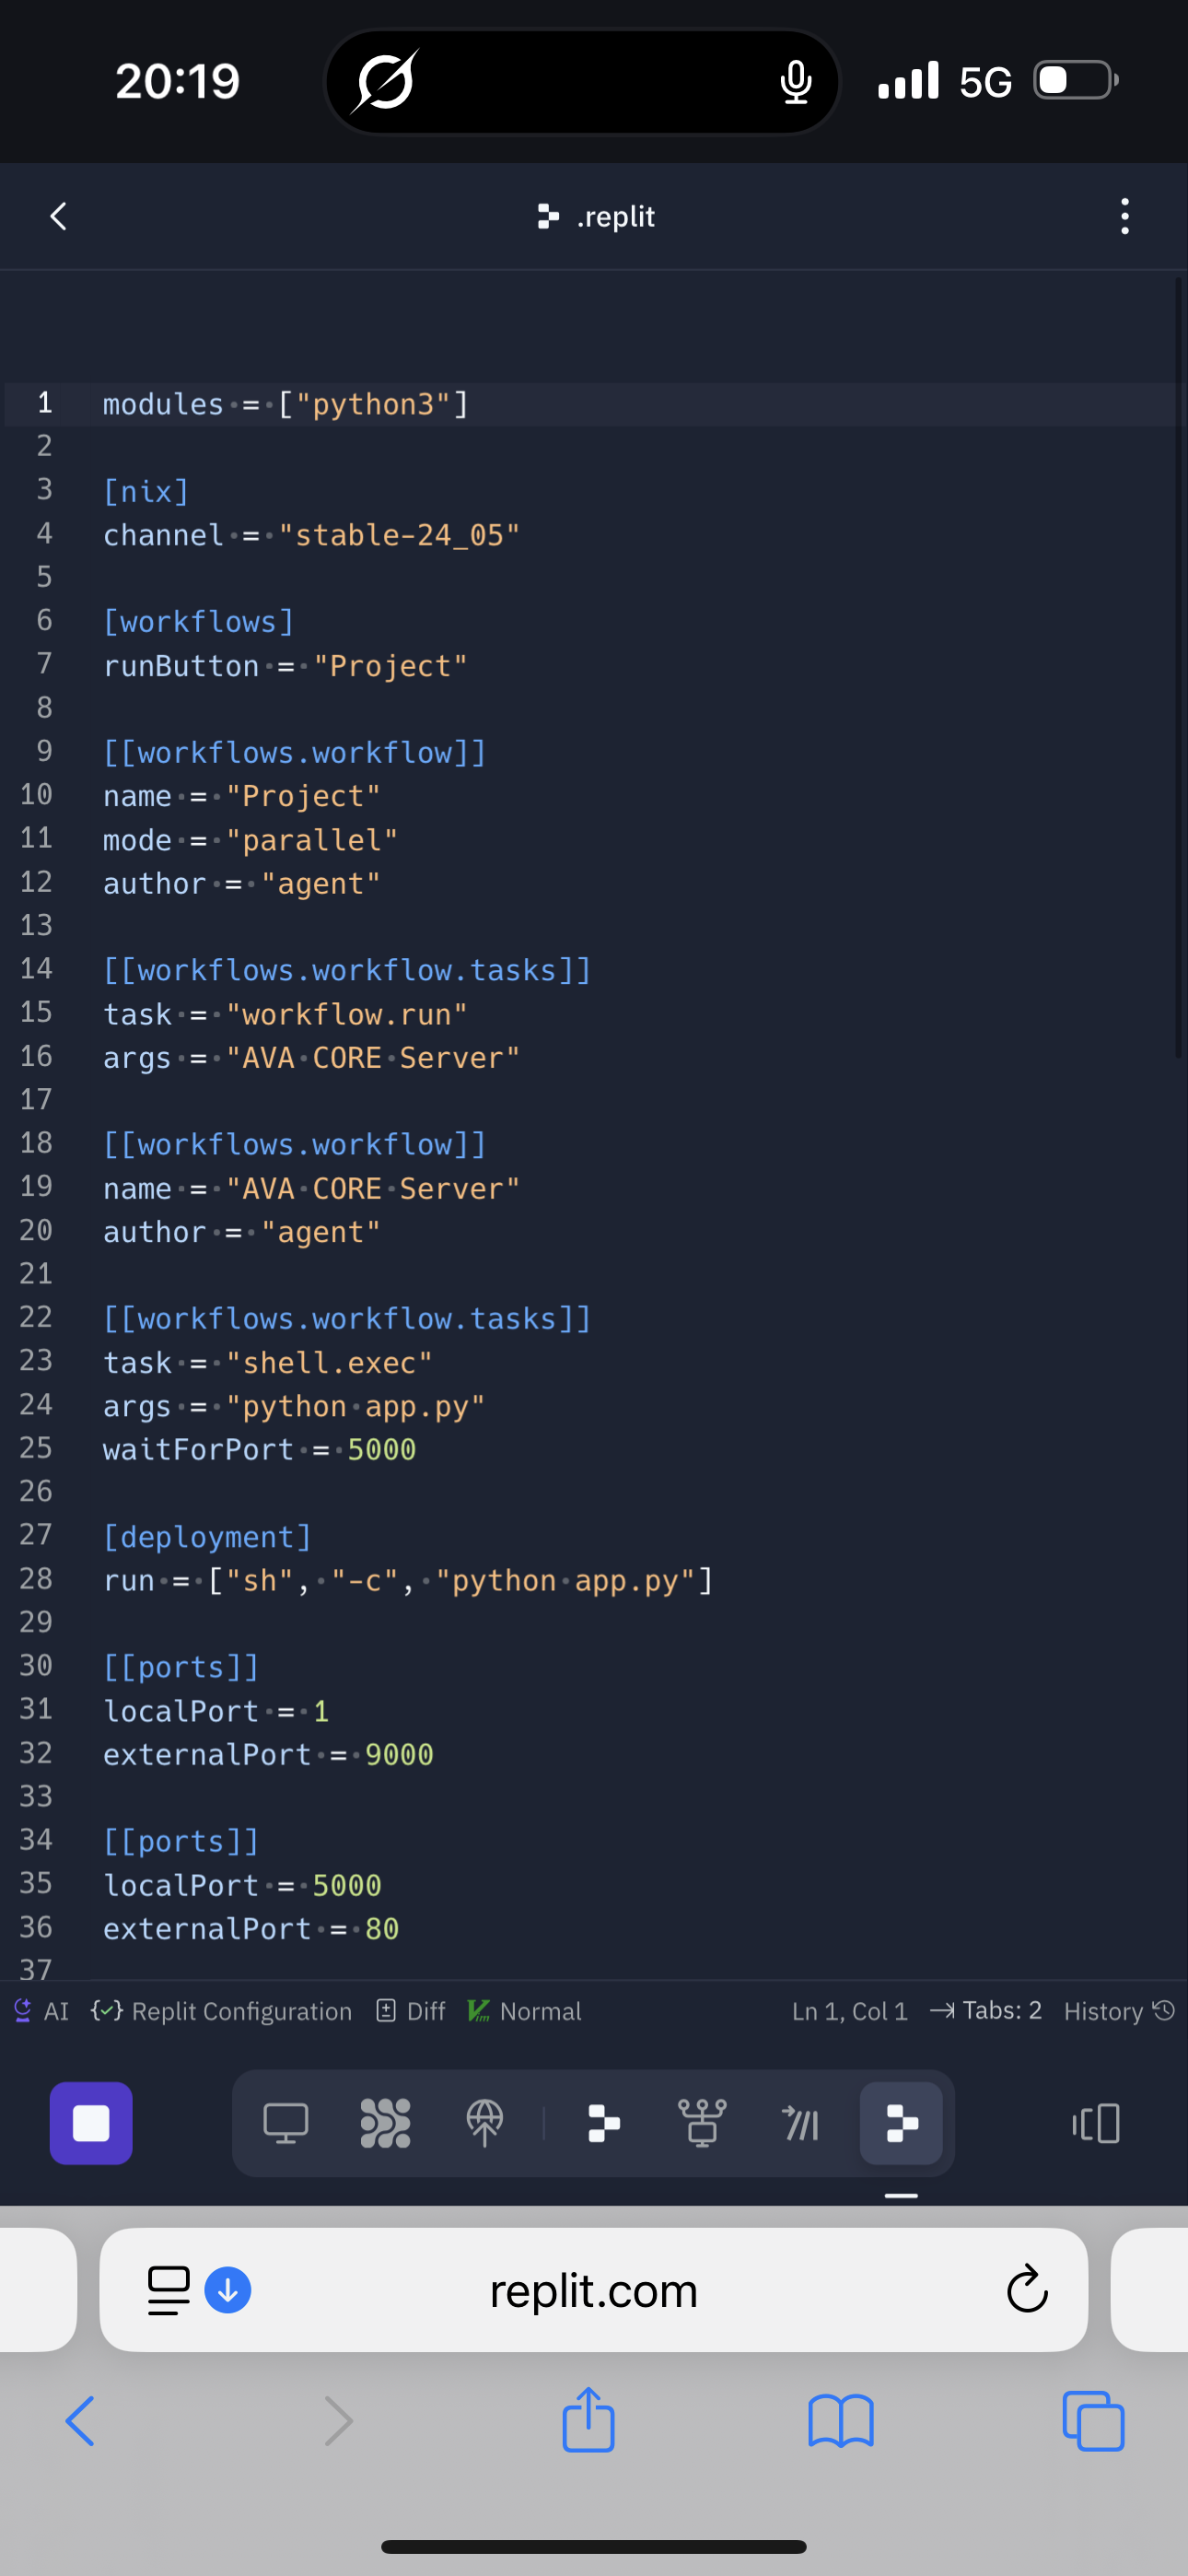 20:19
5G
.replit
1 modules = ["python3"]
2
3 [nix]
4 channel = "stable-24_05"
5
6 [workflows]
7 runButton = "Project"
8
9 [[workflows.workflow]]
10 name = "Project"
11 mode = "parallel"
12 author = "agent"
13
14 [[workflows.workflow.tasks]]
15 task = "workflow.run"
16 args = "AVA CORE Server"
17
18 [[workflows.workflow]]
19 name = "AVA CORE Server"
20 author = "agent"
21
22 [[workflows.workflow.tasks]]
23 task = "shell.exec"
24 args = "python app.py"
25 waitForPort = 5000
26
27 [deployment]
28 run = ["sh", "-c", "python app.py"]
29
30 [[ports]]
31 localPort = 1
32 externalPort = 9000
33
34 [[ports]]
35 localPort = 5000
36 externalPort = 80
37
AI Replit Configuration Diff Vim Normal Ln 1, Col 1 Tabs: 2 History
replit.com